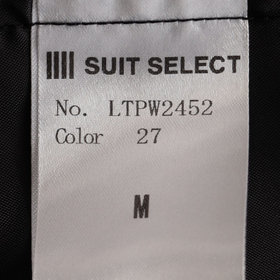 SUIT SELECT
No. LTPW2452
Color 27
M